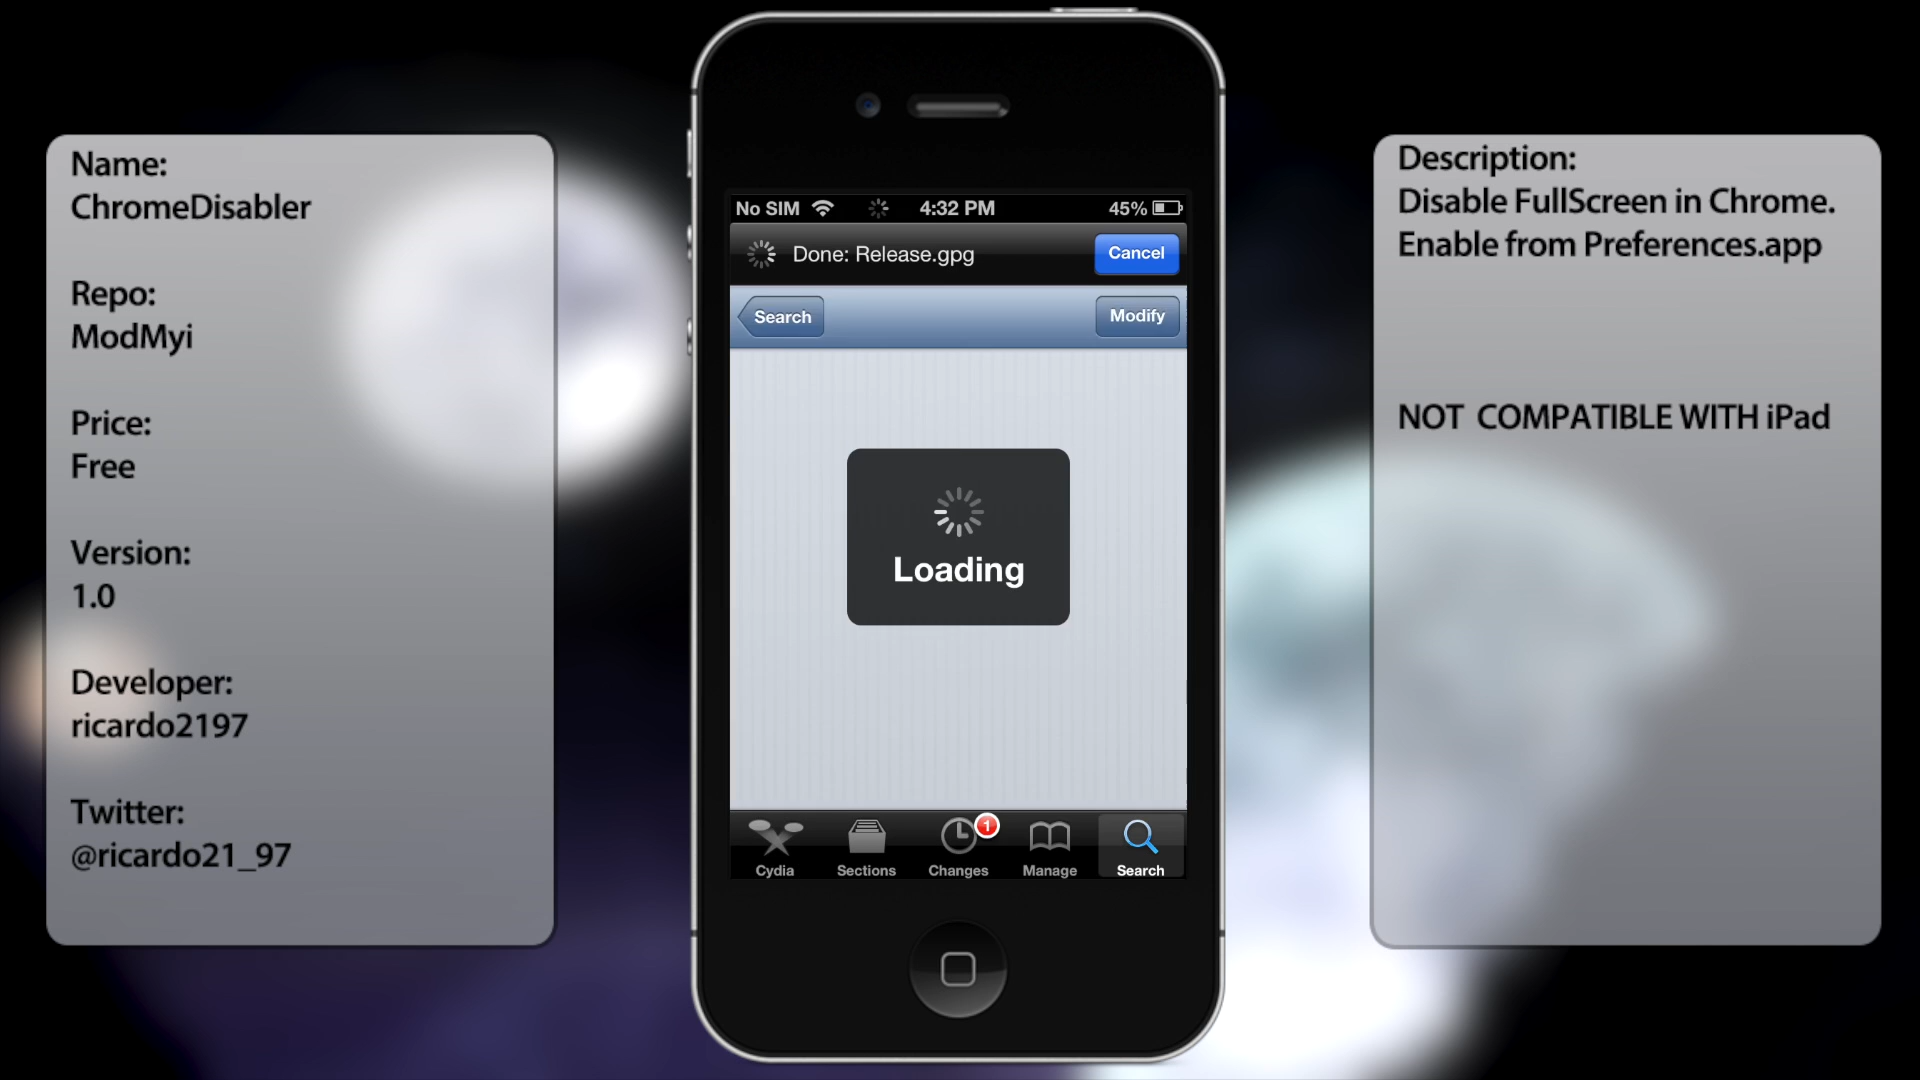 Name:
ChromeDisabler
Repo:
ModMyi
Price:
Free
Version:
1.0
Developer:
ricardo2197
Twitter:
@ricardo21_97
No SIM 4:32 PM 45%
Done: Release.gpg Cancel
Search Modify
Loading
1
Cydia Sections Changes Manage Search
Description:
Disable FullScreen in Chrome.
Enable from Preferences.app
NOT COMPATIBLE WITH iPad